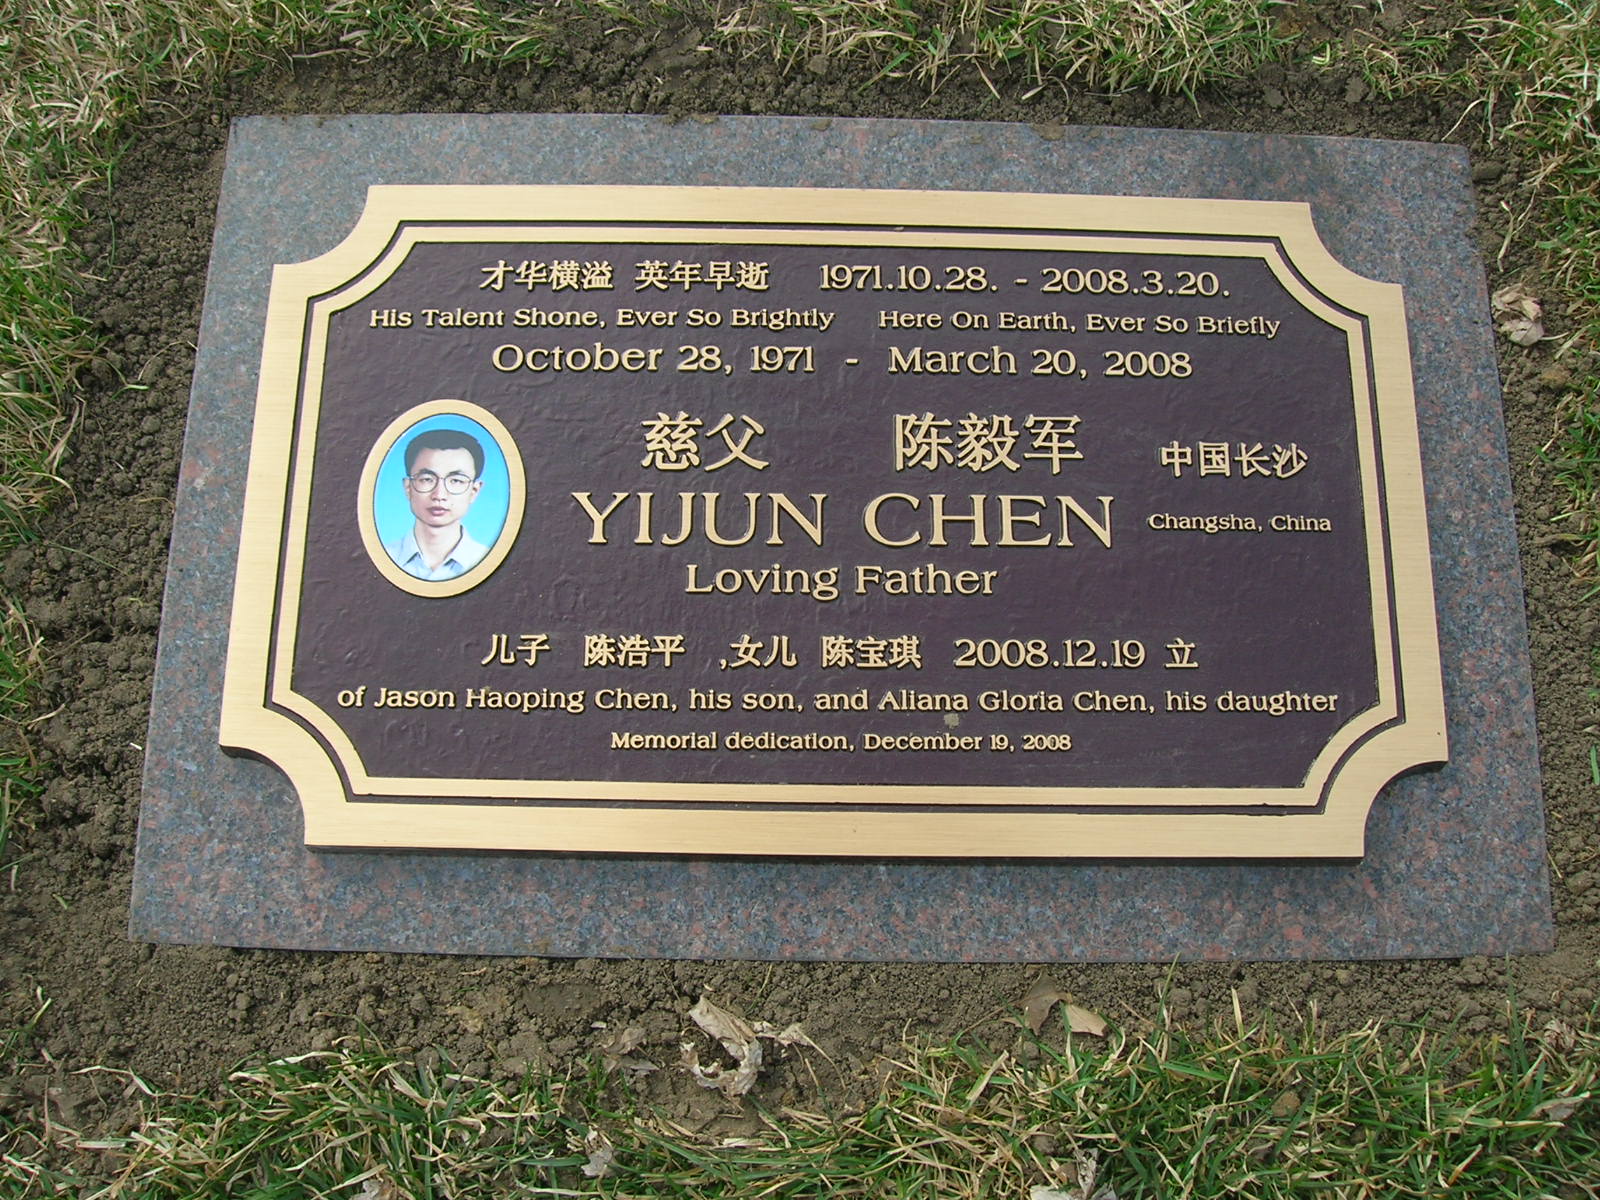 才华横溢 英年早逝 1971.10.28. - 2008.3.20.
His Talent Shone, Ever So Brightly Here On Earth, Ever So Briefly
October 28, 1971 - March 20, 2008
慈父 陈毅军 中国长沙
YIJUN CHEN Changsha, China
Loving Father
儿子 陈浩平 ,女儿 陈宝琪 2008.12.19 立
of Jason Haoping Chen, his son, and Aliana Gloria Chen, his daughter
Memorial dedication, December 19, 2008